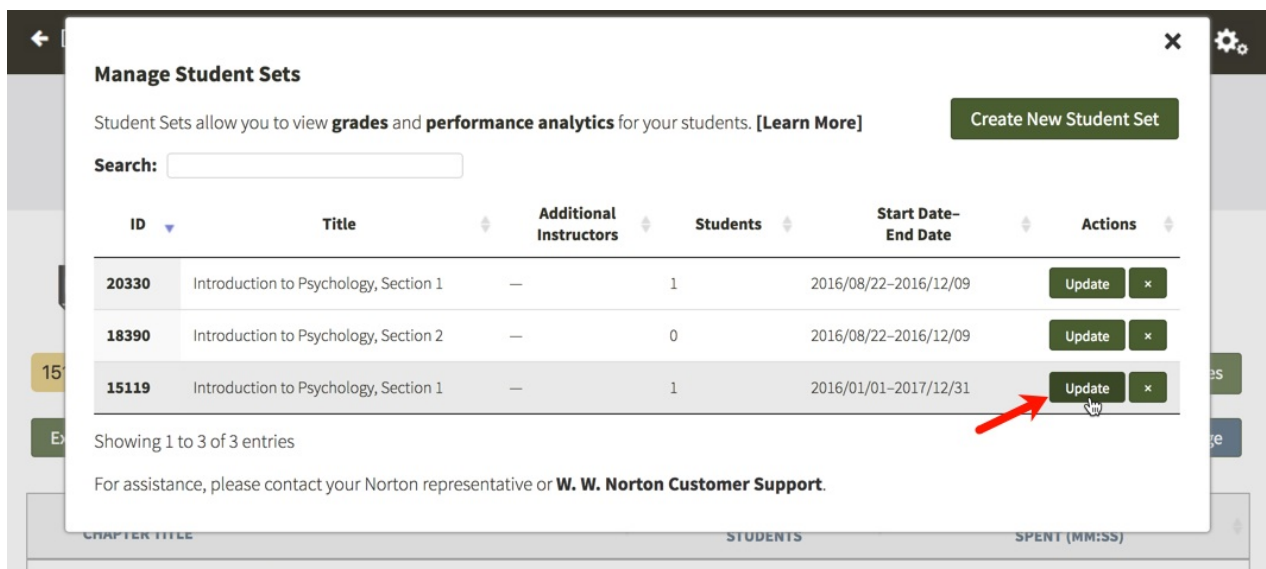 Manage Student Sets
Student Sets allow you to view grades and performance analytics for your students. [Learn More]
Create New Student Set
Search:
ID Title Additional Instructors Students Start Date– End Date Actions
20330 Introduction to Psychology, Section 1 — 1 2016/08/22–2016/12/09 Update ×
18390 Introduction to Psychology, Section 2 — 0 2016/08/22–2016/12/09 Update ×
15119 Introduction to Psychology, Section 1 — 1 2016/01/01–2017/12/31 Update ×
Showing 1 to 3 of 3 entries
For assistance, please contact your Norton representative or W. W. Norton Customer Support.
CHAPTER TITLE STUDENTS SPENT (MM:SS)